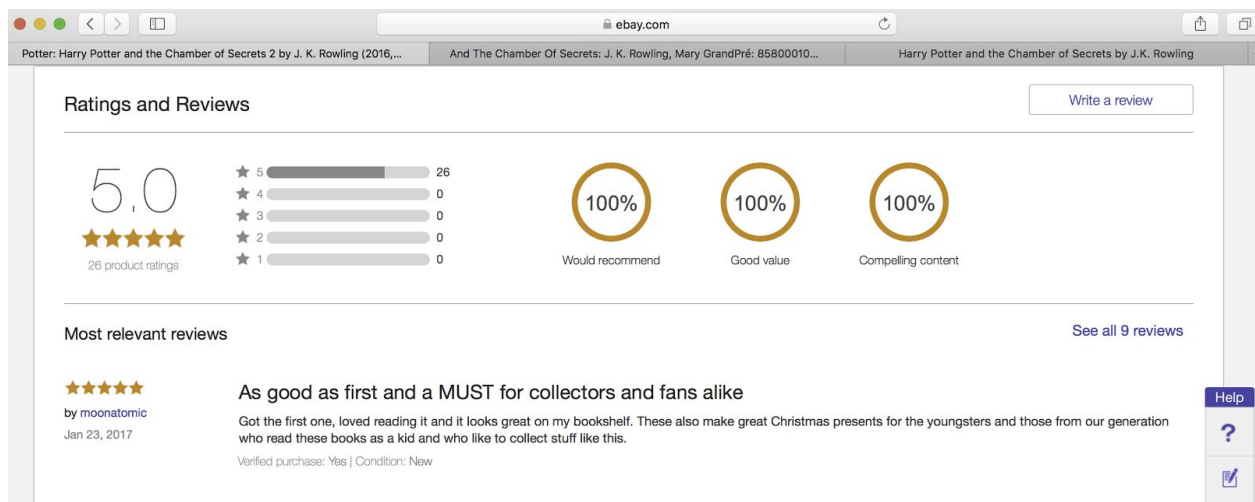 ebay.com
Potter: Harry Potter and the Chamber of Secrets 2 by J. K. Rowling (2016,...
And The Chamber Of Secrets: J. K. Rowling, Mary GrandPré: 85800010...
Harry Potter and the Chamber of Secrets by J.K. Rowling
Ratings and Reviews
Write a review
5.0
26 product ratings
5 26
4 0
3 0
2 0
1 0
100%
Would recommend
100%
Good value
100%
Compelling content
Most relevant reviews
See all 9 reviews
by moonatomic
Jan 23, 2017
As good as first and a MUST for collectors and fans alike
Got the first one, loved reading it and it looks great on my bookshelf. These also make great Christmas presents for the youngsters and those from our generation
who read these books as a kid and who like to collect stuff like this.
Verified purchase: Yes | Condition: New
Help
?